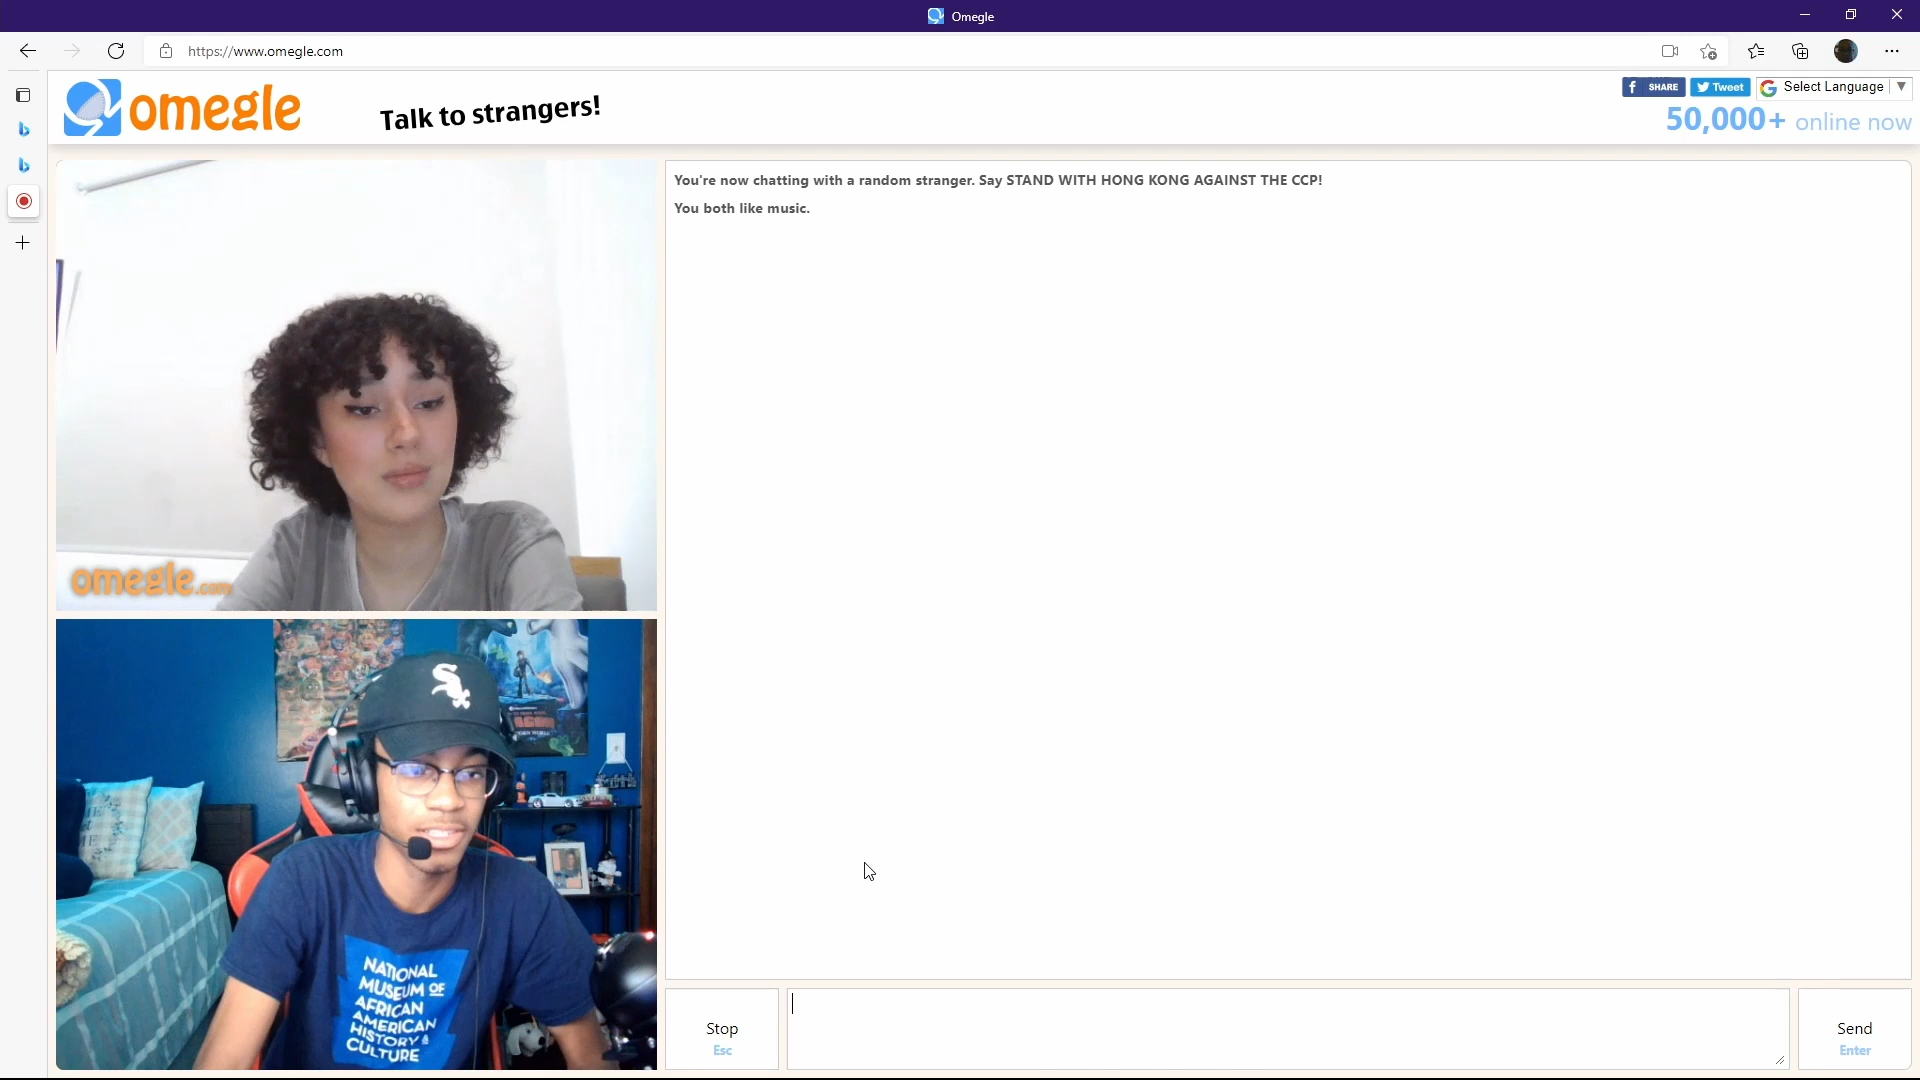 Omegle
https://www.omegle.com
omegle
Talk to strangers!
SHARE
Tweet
Select Language
50,000+ online now
You're now chatting with a random stranger. Say STAND WITH HONG KONG AGAINST THE CCP!
You both like music.
omegle.com
NATIONAL
MUSEUM OF
AFRICAN
AMERICAN
HISTORY &
CULTURE
Stop
Esc
Send
Enter